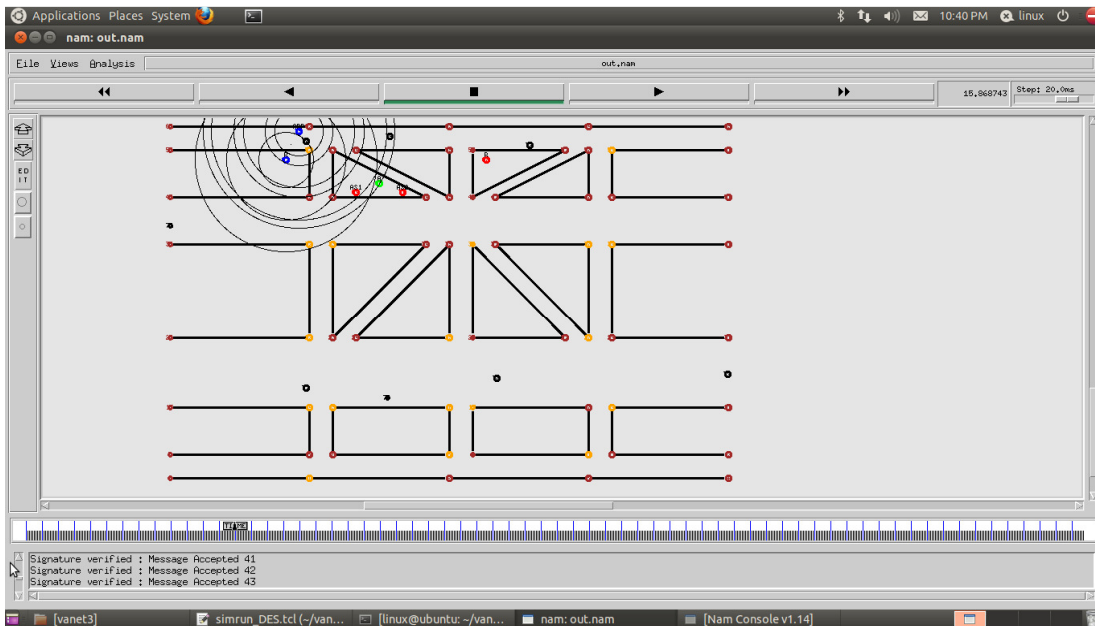 Applications Places System 10:40 PM linux
nam: out.nam
File Views Analysis out.nam
15.868743 Step: 20.0ms
ED
IT
AS1
TIME
Signature verified : Message Accepted 41
Signature verified : Message Accepted 42
Signature verified : Message Accepted 43
[vanet3] simrun_DES.tcl (~/van... [linux@ubuntu: ~/van... nam: out.nam [Nam Console v1.14]